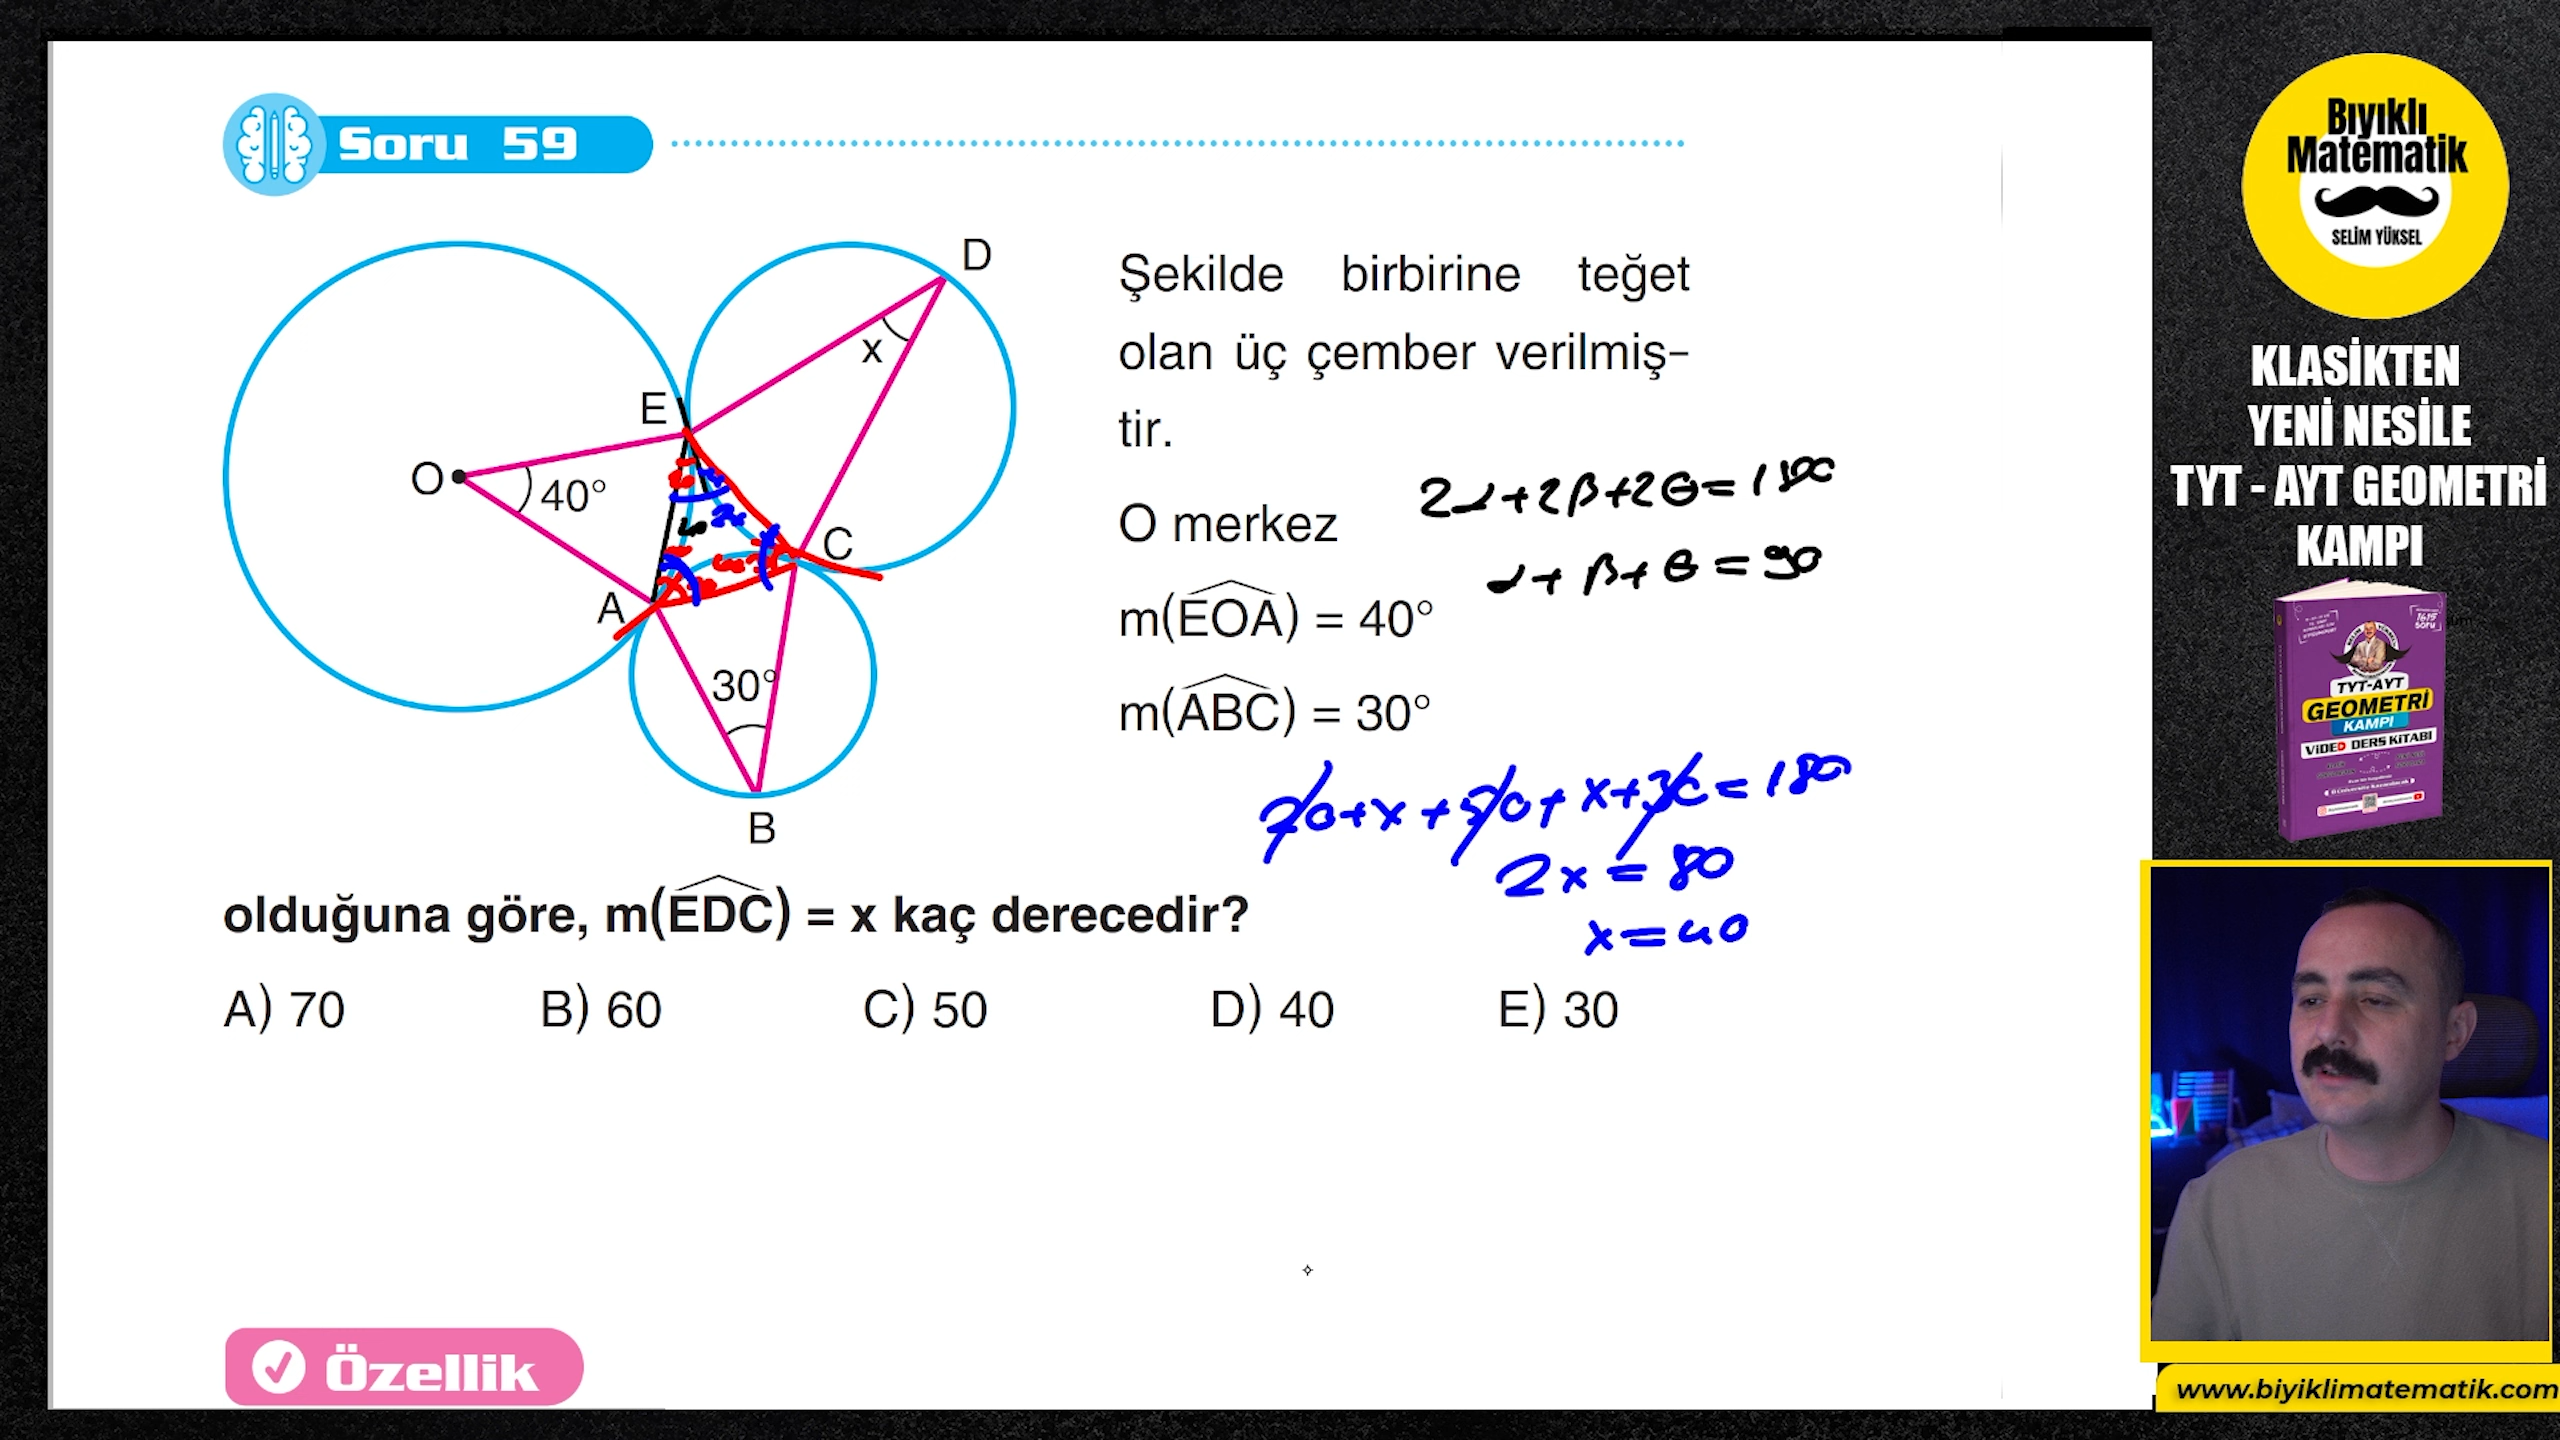 Soru 59
D
x
E
O
40°
C
A
30°
B
Şekilde birbirine teğet
olan üç çember verilmiş-
tir.
O merkez
m(EOA) = 40°
m(ABC) = 30°
2α+2β+2θ=180
α+β+θ=90
20+x+50+x+30=180
2x=80
x=40
olduğuna göre, m(EDC) = x kaç derecedir?
A) 70 B) 60 C) 50 D) 40 E) 30
Özellik
Bıyıklı
Matematik
SELİM YÜKSEL
KLASİKTEN
YENİ NESİLE
TYT - AYT GEOMETRİ
KAMPI
TYT-AYT
GEOMETRİ
KAMPI
VİDEO DERS KİTABI
www.biyiklimatematik.com